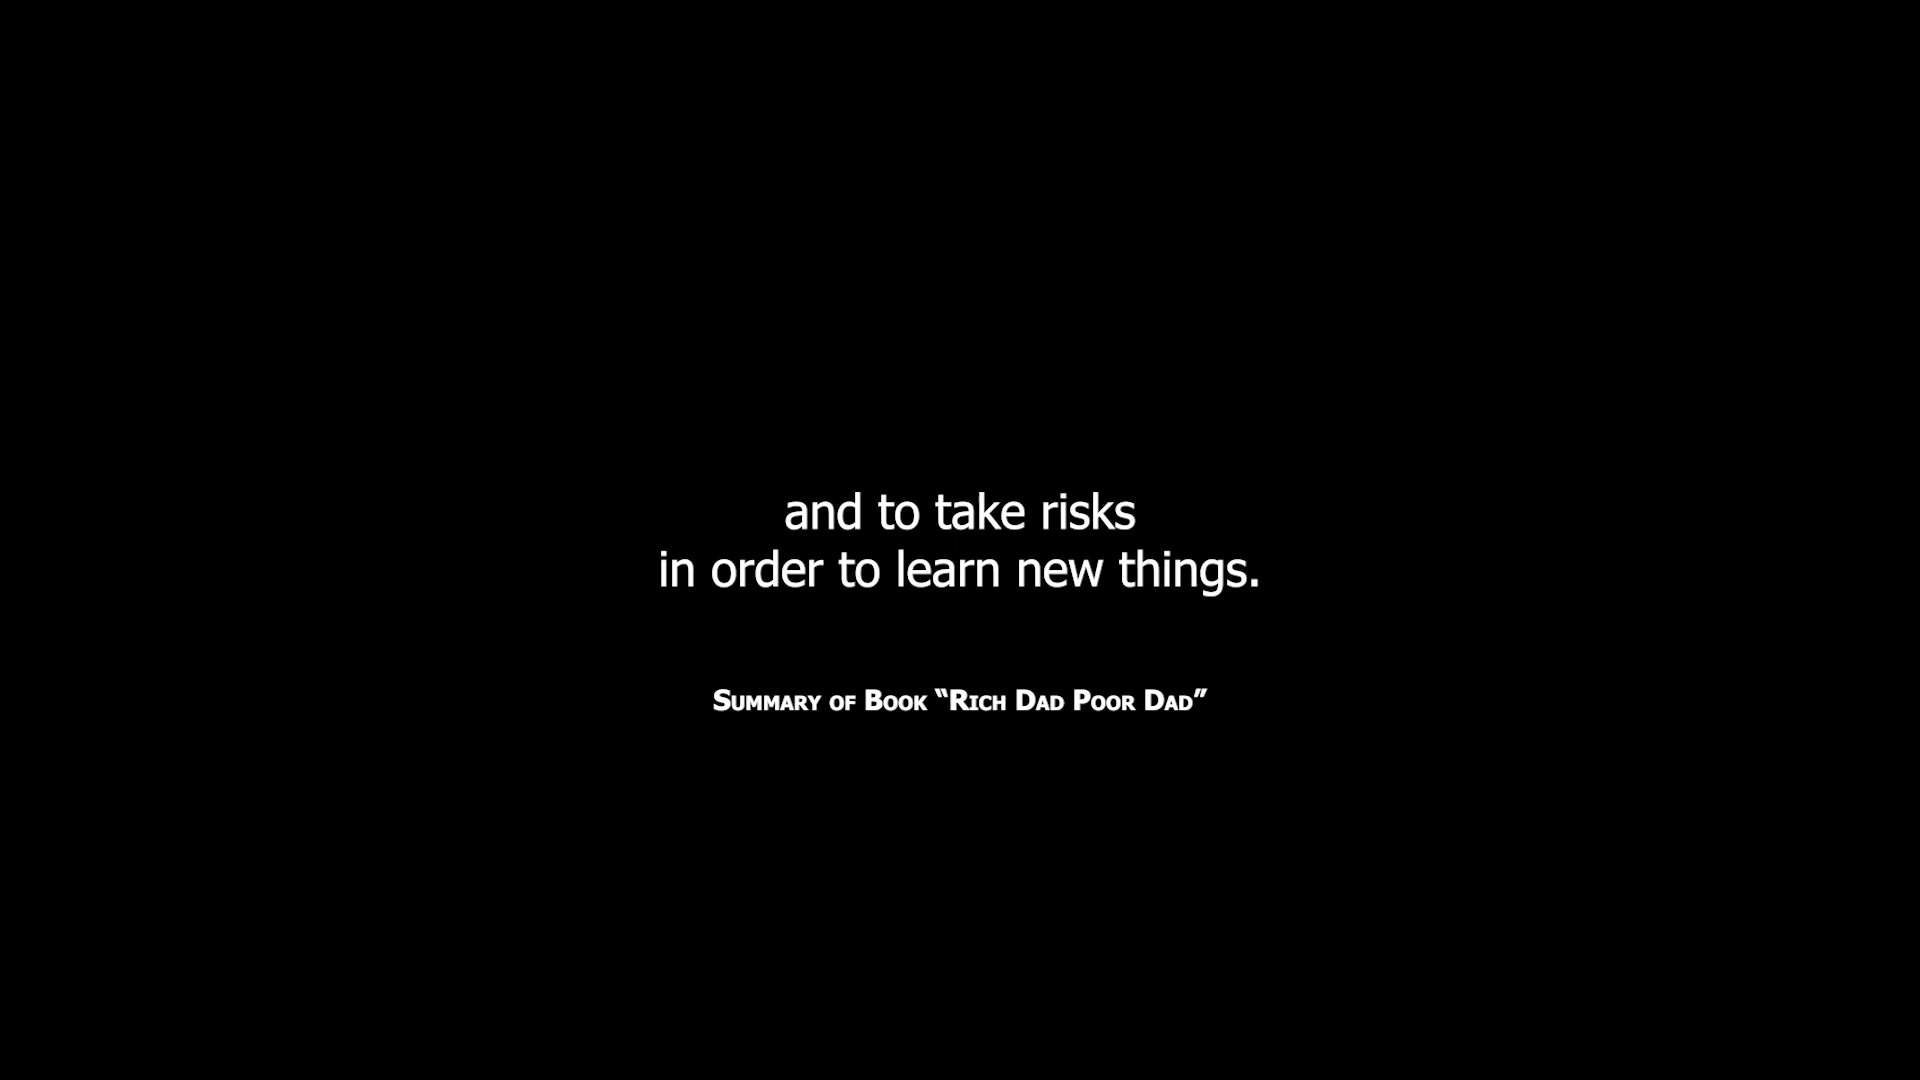 and to take risks
in order to learn new things.
Summary of Book “Rich Dad Poor Dad”